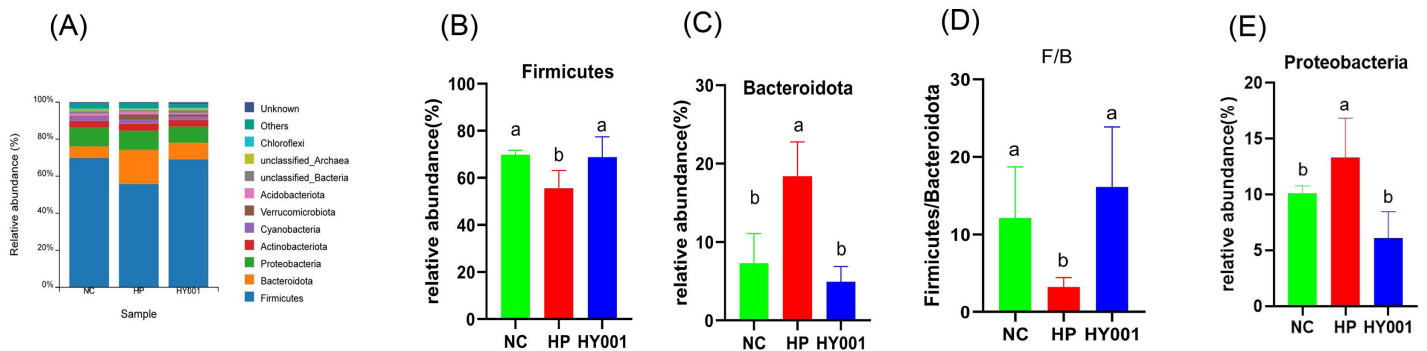 (A)
100%
80%
60%
40%
20%
0%
Relative abundance (%)
NC
HP
HY001
Sample
Unknown
Others
Chloroflexi
unclassified_Archaea
unclassified_Bacteria
Acidobacteriota
Verrucomicrobiota
Cyanobacteria
Actinobacteriota
Proteobacteria
Bacteroidota
Firmicutes
(B)
Firmicutes
relative abundance(%)
100
80
60
40
20
0
a
b
a
NC
HP
HY001
(C)
Bacteroidota
relative abundance(%)
30
20
10
0
b
a
b
NC
HP
HY001
(D)
F/B
Firmicutes/Bacteroidota
30
20
10
0
a
b
a
NC
HP
HY001
(E)
Proteobacteria
relative abundance(%)
20
15
10
5
0
b
a
b
NC
HP
HY001